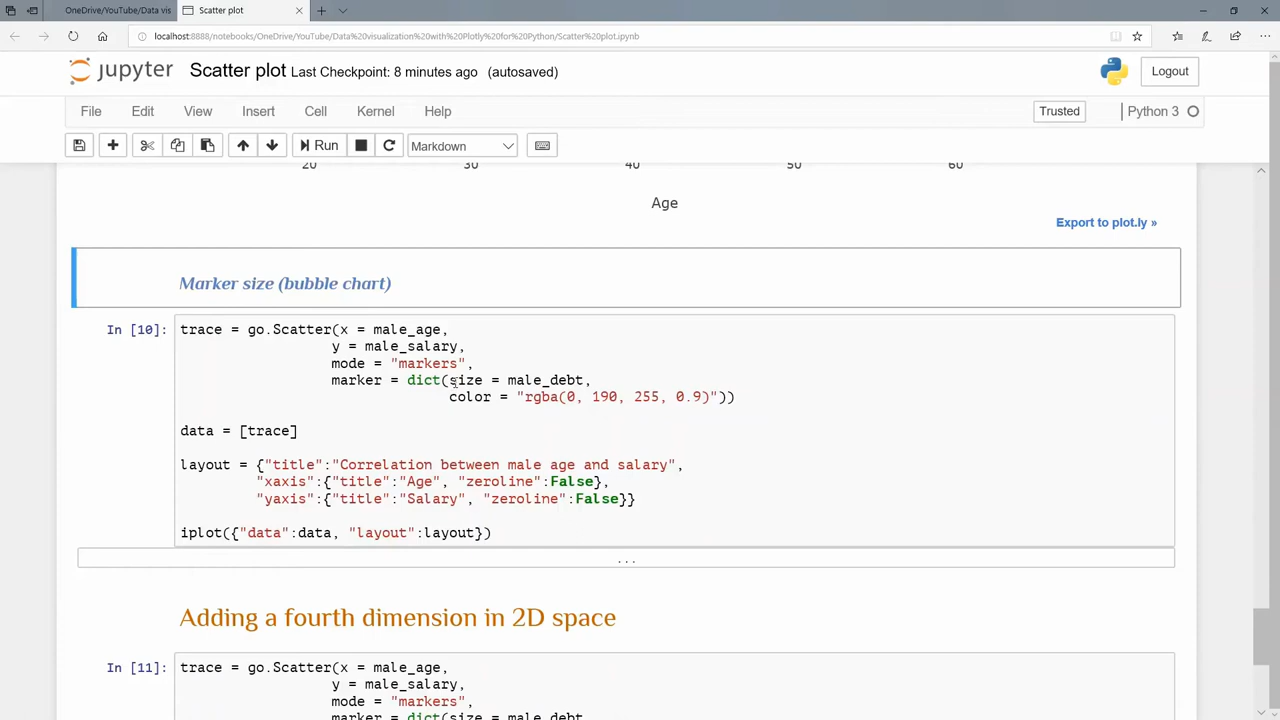 OneDrive/YouTube/Data vis
Scatter plot
localhost:8888/notebooks/OneDrive/YouTube/Data%20visualization%20with%20Plotly%20for%20Python/Scatter%20plot.ipynb
jupyter Scatter plot Last Checkpoint: 8 minutes ago (autosaved)
Logout
File Edit View Insert Cell Kernel Help
Trusted
Python 3
Run
Markdown
20 30 40 50 60
Age
Export to plot.ly »
Marker size (bubble chart)
In [10]: trace = go.Scatter(x = male_age,
y = male_salary,
mode = "markers",
marker = dict(size = male_debt,
color = "rgba(0, 190, 255, 0.9)"))
data = [trace]
layout = {"title":"Correlation between male age and salary",
"xaxis":{"title":"Age", "zeroline":False},
"yaxis":{"title":"Salary", "zeroline":False}}
iplot({"data":data, "layout":layout})
...
Adding a fourth dimension in 2D space
In [11]: trace = go.Scatter(x = male_age,
y = male_salary,
mode = "markers",
marker = dict(size = male_debt,